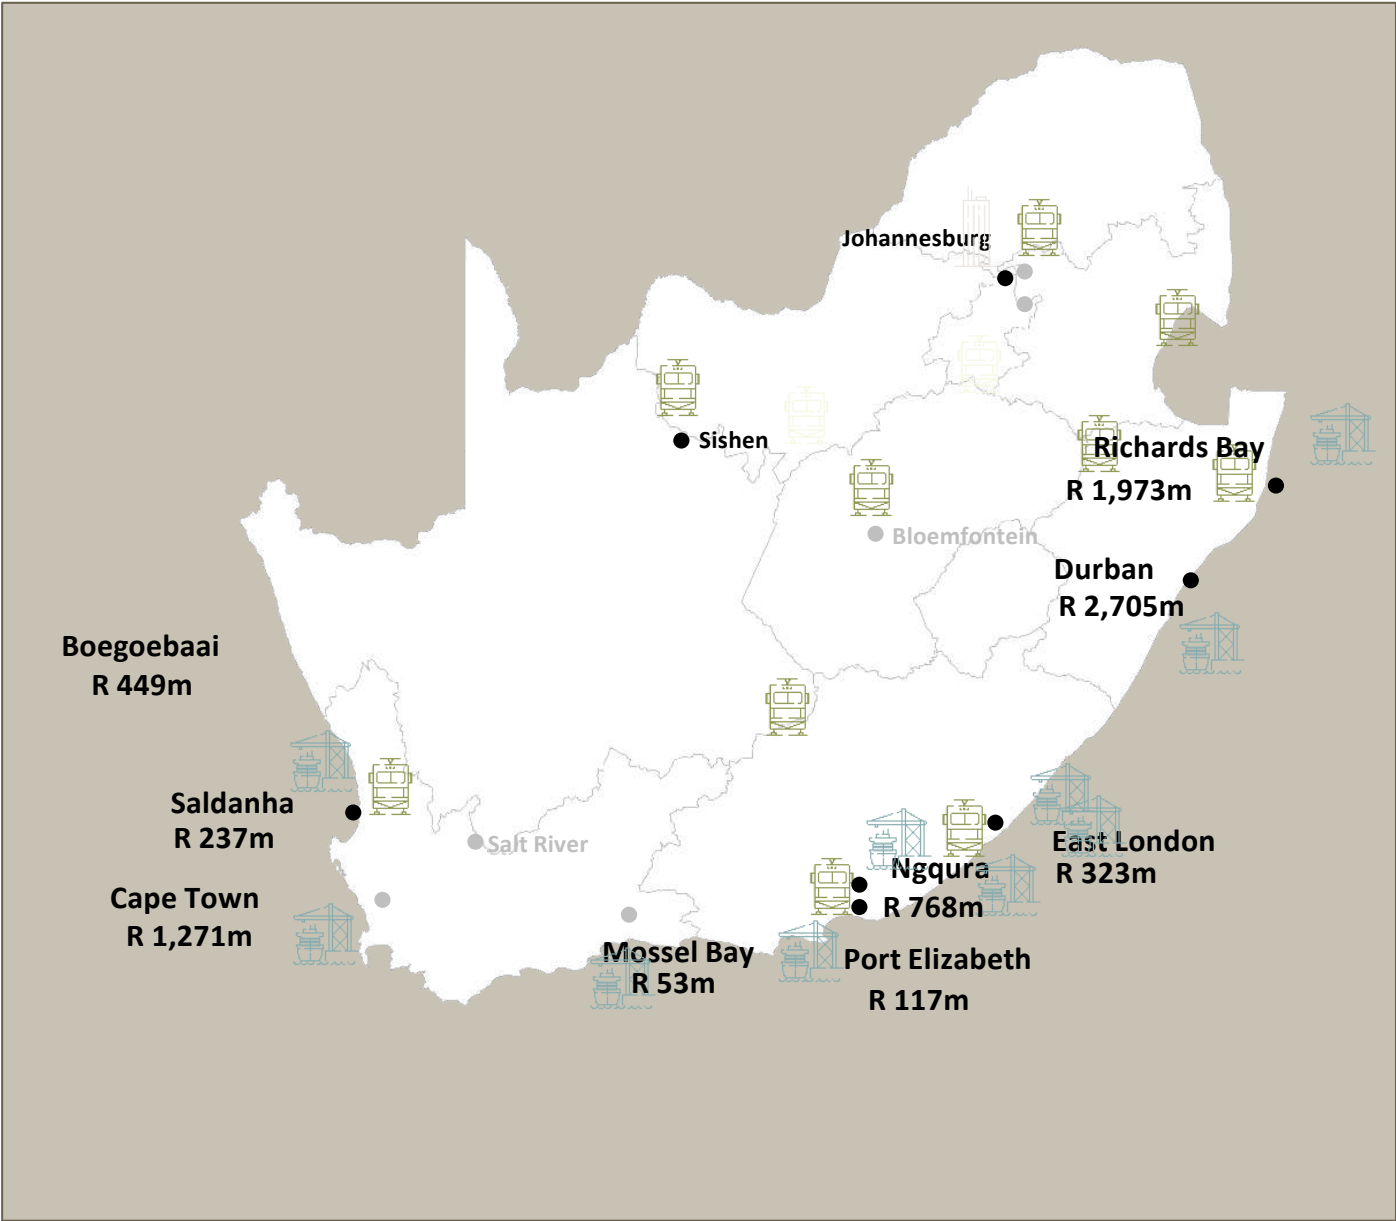 Johannesburg
Sishen
Richards Bay
R 1,973m
Bloemfontein
Durban
R 2,705m
Boegoebaai
R 449m
Saldanha
R 237m
Salt River
East London
R 323m
Ngqura
R 768m
Cape Town
R 1,271m
Mossel Bay
R 53m
Port Elizabeth
R 117m